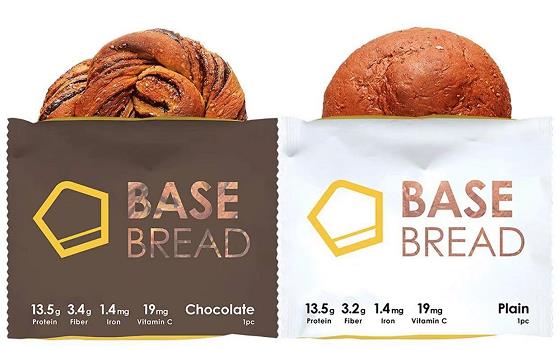 BASE
BREAD
13.5g 3.4g 1.4mg 19mg Chocolate
Protein Fiber Iron Vitamin C 1pc
BASE
BREAD
13.5g 3.2g 1.4mg 19mg Plain
Protein Fiber Iron Vitamin C 1pc